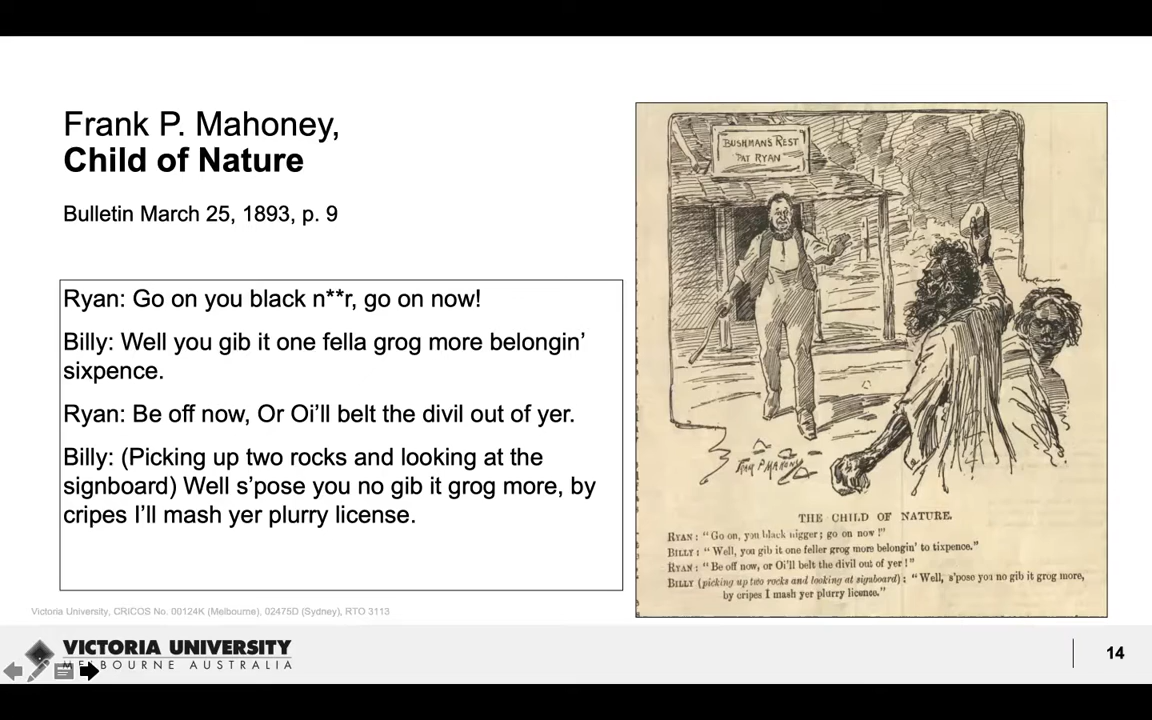 Frank P. Mahoney,
Child of Nature
Bulletin March 25, 1893, p. 9
Ryan: Go on you black n**r, go on now!
Billy: Well you gib it one fella grog more belongin’
sixpence.
Ryan: Be off now, Or Oi’ll belt the divil out of yer.
Billy: (Picking up two rocks and looking at the
signboard) Well s’pose you no gib it grog more, by
cripes I’ll mash yer plurry license.
BUSHMAN'S REST
PAT RYAN
FRANK P MAHONY
THE CHILD OF NATURE.
RYAN: “Go on, you black nigger; go on now!”
BILLY: “Well, you gib it one feller grog more belongin’ to tixpence.”
RYAN: “Be off now, or Oi’ll belt the divil out of yer!”
BILLY (picking up two rocks and looking at signboard): “Well, s’pose you no gib it grog more,
by cripes I mash yer plurry licence.”
Victoria University, CRICOS No. 00124K (Melbourne), 02475D (Sydney), RTO 3113
VICTORIA UNIVERSITY
MELBOURNE AUSTRALIA
14